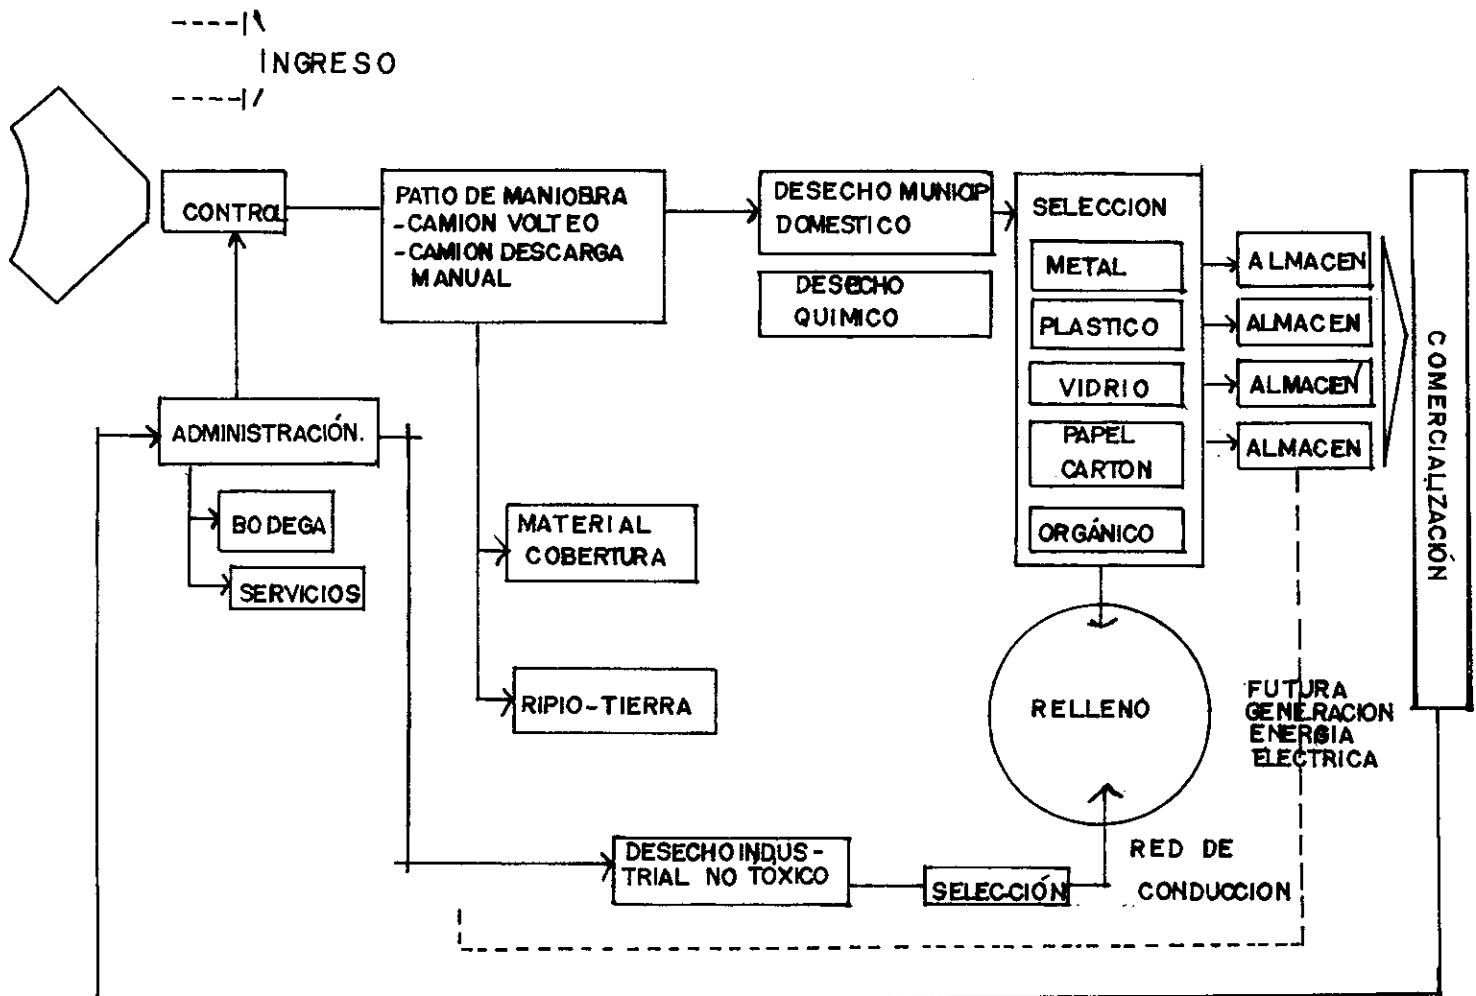 INGRESO
CONTROL
PATIO DE MANIOBRA
-CAMION VOLTEO
-CAMION DESCARGA
MANUAL
DESECHO MUNICIP
DOMESTICO
DESECHO
QUIMICO
SELECCION
METAL
PLASTICO
VIDRIO
PAPEL
CARTON
ORGÁNICO
ALMACEN
ALMACEN
ALMACEN
ALMACEN
COMERCIALIZACIÓN
ADMINISTRACIÓN.
BODEGA
SERVICIOS
MATERIAL
COBERTURA
RIPIO-TIERRA
RELLENO
FUTURA
GENERACION
ENERGIA
ELECTRICA
DESECHO INDUS-
TRIAL NO TÓXICO
SELECCIÓN
RED DE
CONDUCCION